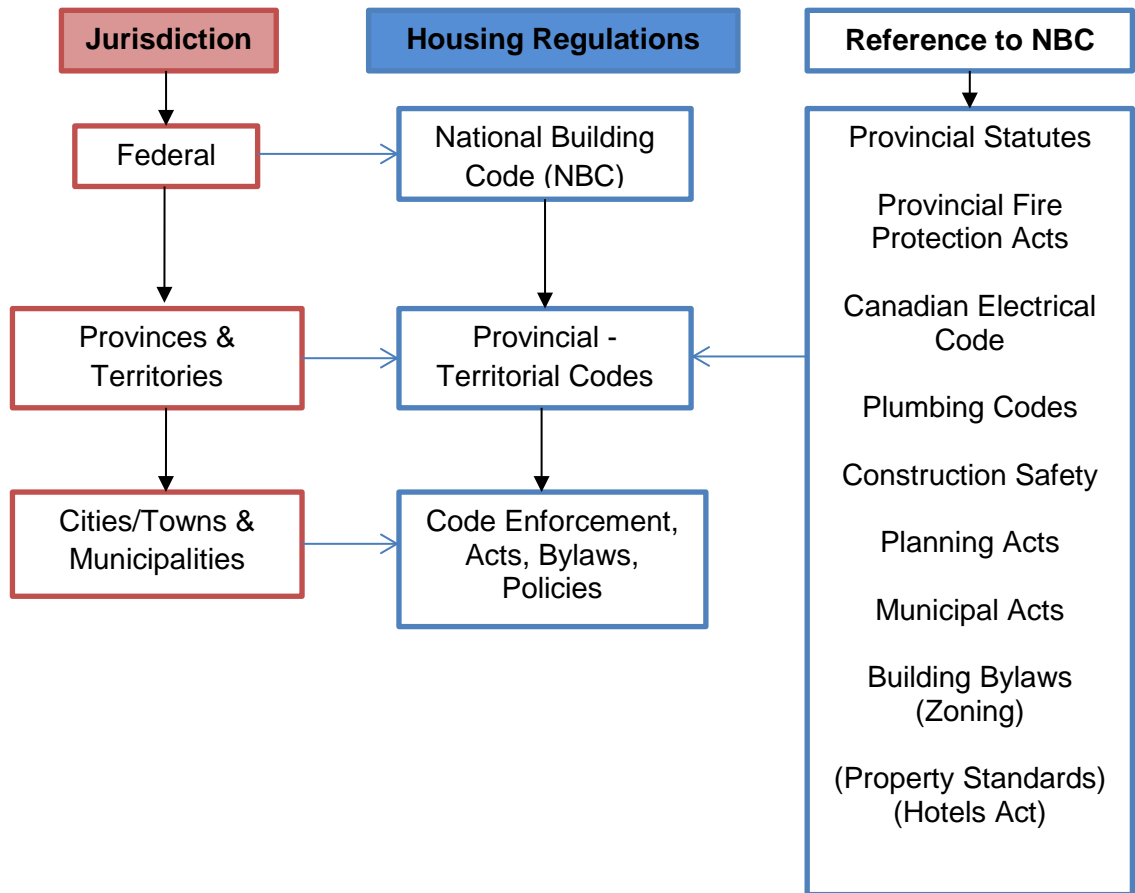 Jurisdiction
Housing Regulations
Reference to NBC
Federal
National Building
Code (NBC)
Provinces &
Territories
Provincial -
Territorial Codes
Cities/Towns &
Municipalities
Code Enforcement,
Acts, Bylaws,
Policies
Provincial Statutes
Provincial Fire
Protection Acts
Canadian Electrical
Code
Plumbing Codes
Construction Safety
Planning Acts
Municipal Acts
Building Bylaws
(Zoning)
(Property Standards)
(Hotels Act)